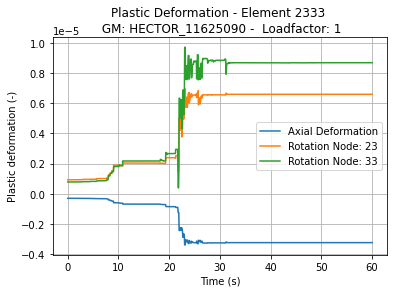 Plastic Deformation - Element 2333
GM: HECTOR_11625090 - Loadfactor: 1
1e−5
1.0
0.8
0.6
0.4
0.2
0.0
−0.2
−0.4
Plastic deformation (-)
Axial Deformation
Rotation Node: 23
Rotation Node: 33
0 10 20 30 40 50 60
Time (s)